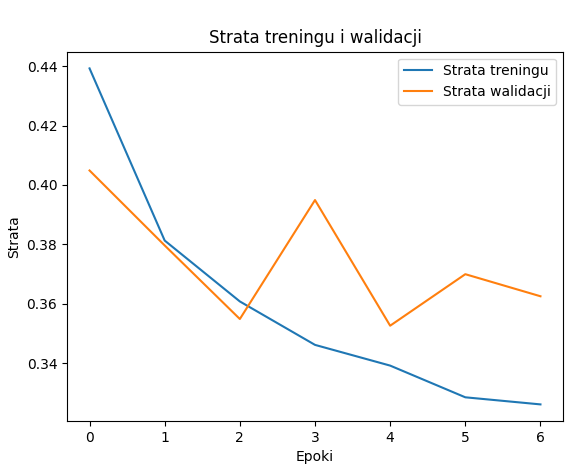 Strata treningu i walidacji
Strata treningu
Strata walidacji
0.44
0.42
0.40
0.38
0.36
0.34
Strata
0 1 2 3 4 5 6
Epoki